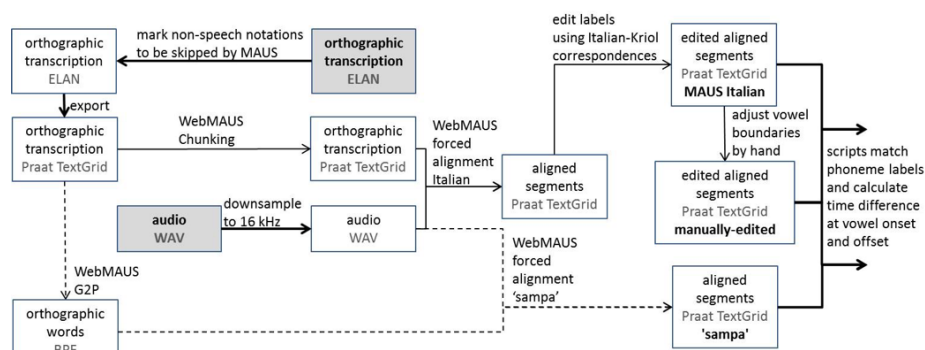 orthographic
transcription
ELAN
mark non-speech notations
to be skipped by MAUS
orthographic
transcription
ELAN
export
orthographic
transcription
Praat TextGrid
WebMAUS
Chunking
orthographic
transcription
Praat TextGrid
audio
WAV
downsample
to 16 kHz
audio
WAV
WebMAUS
forced
alignment
Italian
aligned
segments
Praat TextGrid
edit labels
using Italian-Kriol
correspondences
edited aligned
segments
Praat TextGrid
MAUS Italian
adjust vowel
boundaries
by hand
edited aligned
segments
Praat TextGrid
manually-edited
scripts match
phoneme labels
and calculate
time difference
at vowel onset
and offset
WebMAUS
G2P
orthographic
words
BPF
WebMAUS
forced
alignment
'sampa'
aligned
segments
Praat TextGrid
'sampa'